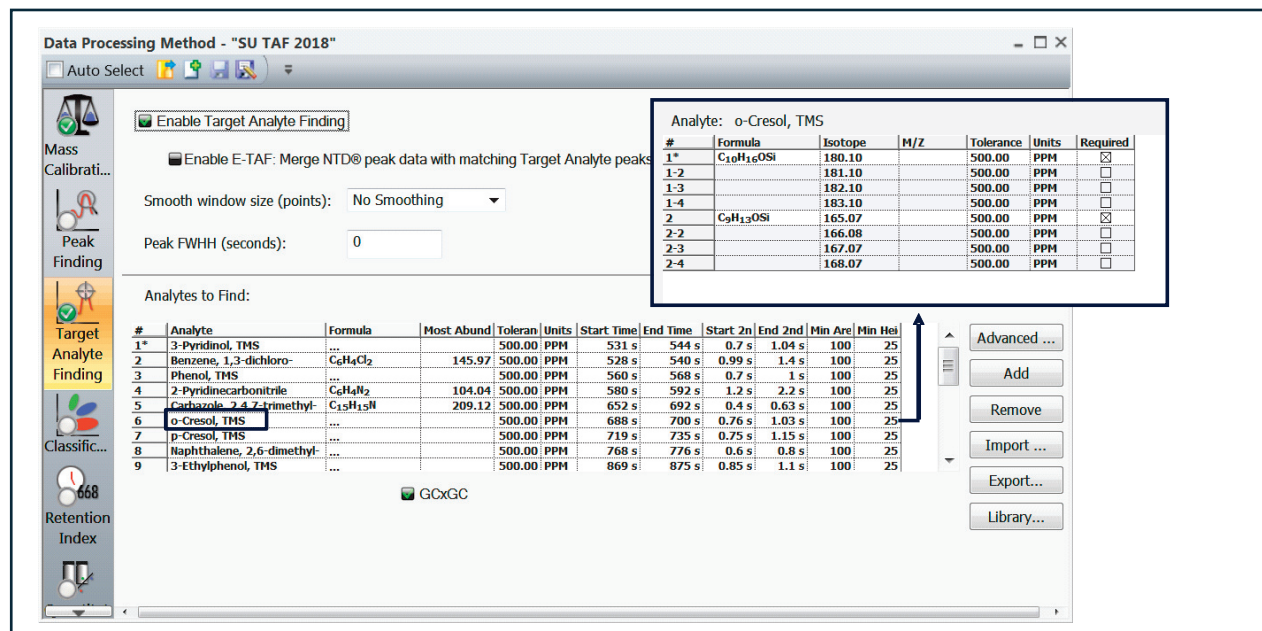 Data Processing Method - "SU TAF 2018"
Auto Select
Mass
Calibrati...
Peak
Finding
Target
Analyte
Finding
Classific...
668
Retention
Index
Enable Target Analyte Finding
Enable E-TAF: Merge NTD® peak data with matching Target Analyte peaks
Smooth window size (points): No Smoothing
Peak FWHH (seconds): 0
Analyte: o-Cresol, TMS
# Formula Isotope M/Z Tolerance Units Required
1* C₁₀H₁₆OSi 180.10 500.00 PPM
1-2 181.10 500.00 PPM
1-3 182.10 500.00 PPM
1-4 183.10 500.00 PPM
2 C₉H₁₃OSi 165.07 500.00 PPM
2-2 166.08 500.00 PPM
2-3 167.07 500.00 PPM
2-4 168.07 500.00 PPM
Analytes to Find:
# Analyte Formula Most Abund Toleran Units Start Time End Time Start 2n End 2nd Min Are Min Hei
1* 3-Pyridinol, TMS ... 500.00 PPM 531 s 544 s 0.7 s 1.04 s 100 25
2 Benzene, 1,3-dichloro- C₆H₄Cl₂ 145.97 500.00 PPM 528 s 540 s 0.99 s 1.4 s 100 25
3 Phenol, TMS ... 500.00 PPM 560 s 568 s 0.7 s 1 s 100 25
4 2-Pyridinecarbonitrile C₆H₄N₂ 104.04 500.00 PPM 580 s 592 s 1.2 s 2.2 s 100 25
5 Carbazole, 2,4,7-trimethyl- C₁₅H₁₅N 209.12 500.00 PPM 652 s 692 s 0.4 s 0.63 s 100 25
6 o-Cresol, TMS ... 500.00 PPM 688 s 700 s 0.76 s 1.03 s 100 25
7 p-Cresol, TMS ... 500.00 PPM 719 s 735 s 0.75 s 1.15 s 100 25
8 Naphthalene, 2,6-dimethyl- ... 500.00 PPM 768 s 776 s 0.6 s 0.8 s 100 25
9 3-Ethylphenol, TMS ... 500.00 PPM 869 s 875 s 0.85 s 1.1 s 100 25
GCxGC
Advanced ...
Add
Remove
Import ...
Export...
Library...